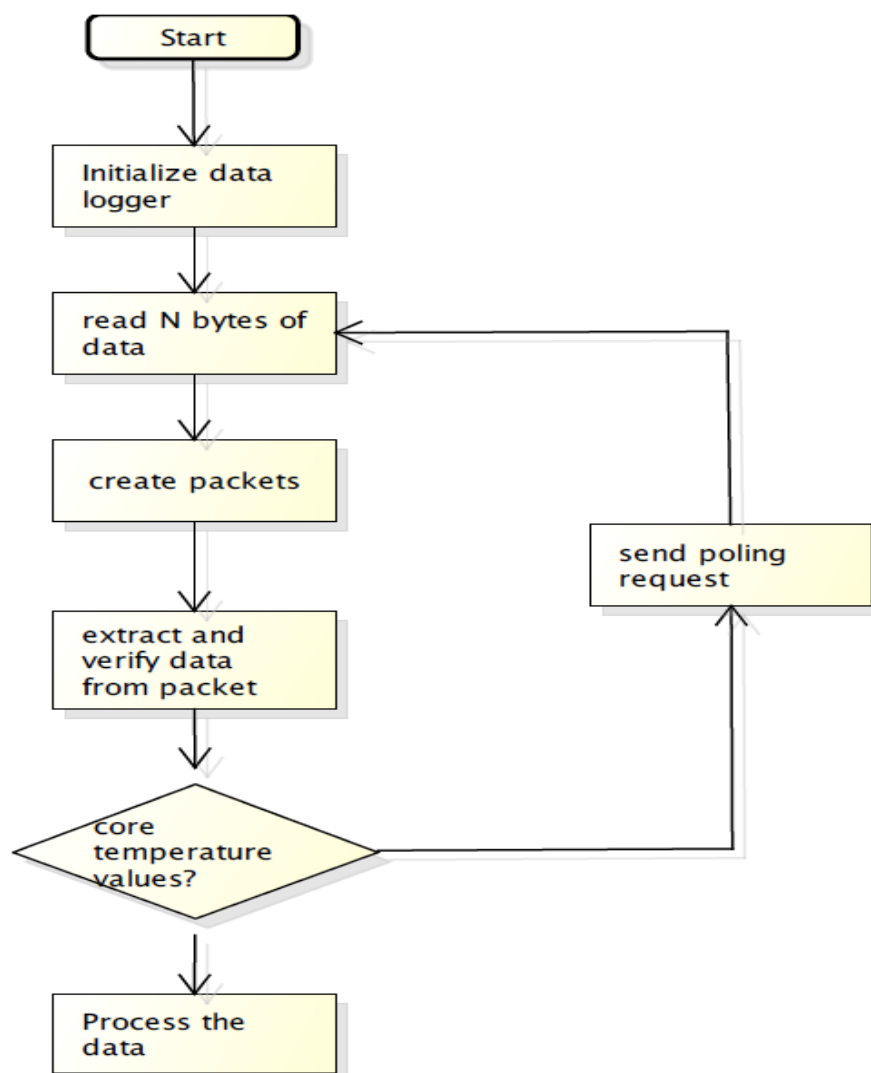 Start
Initialize data
logger
read N bytes of
data
create packets
send poling
request
extract and
verify data
from packet
core
temperature
values?
Process the
data